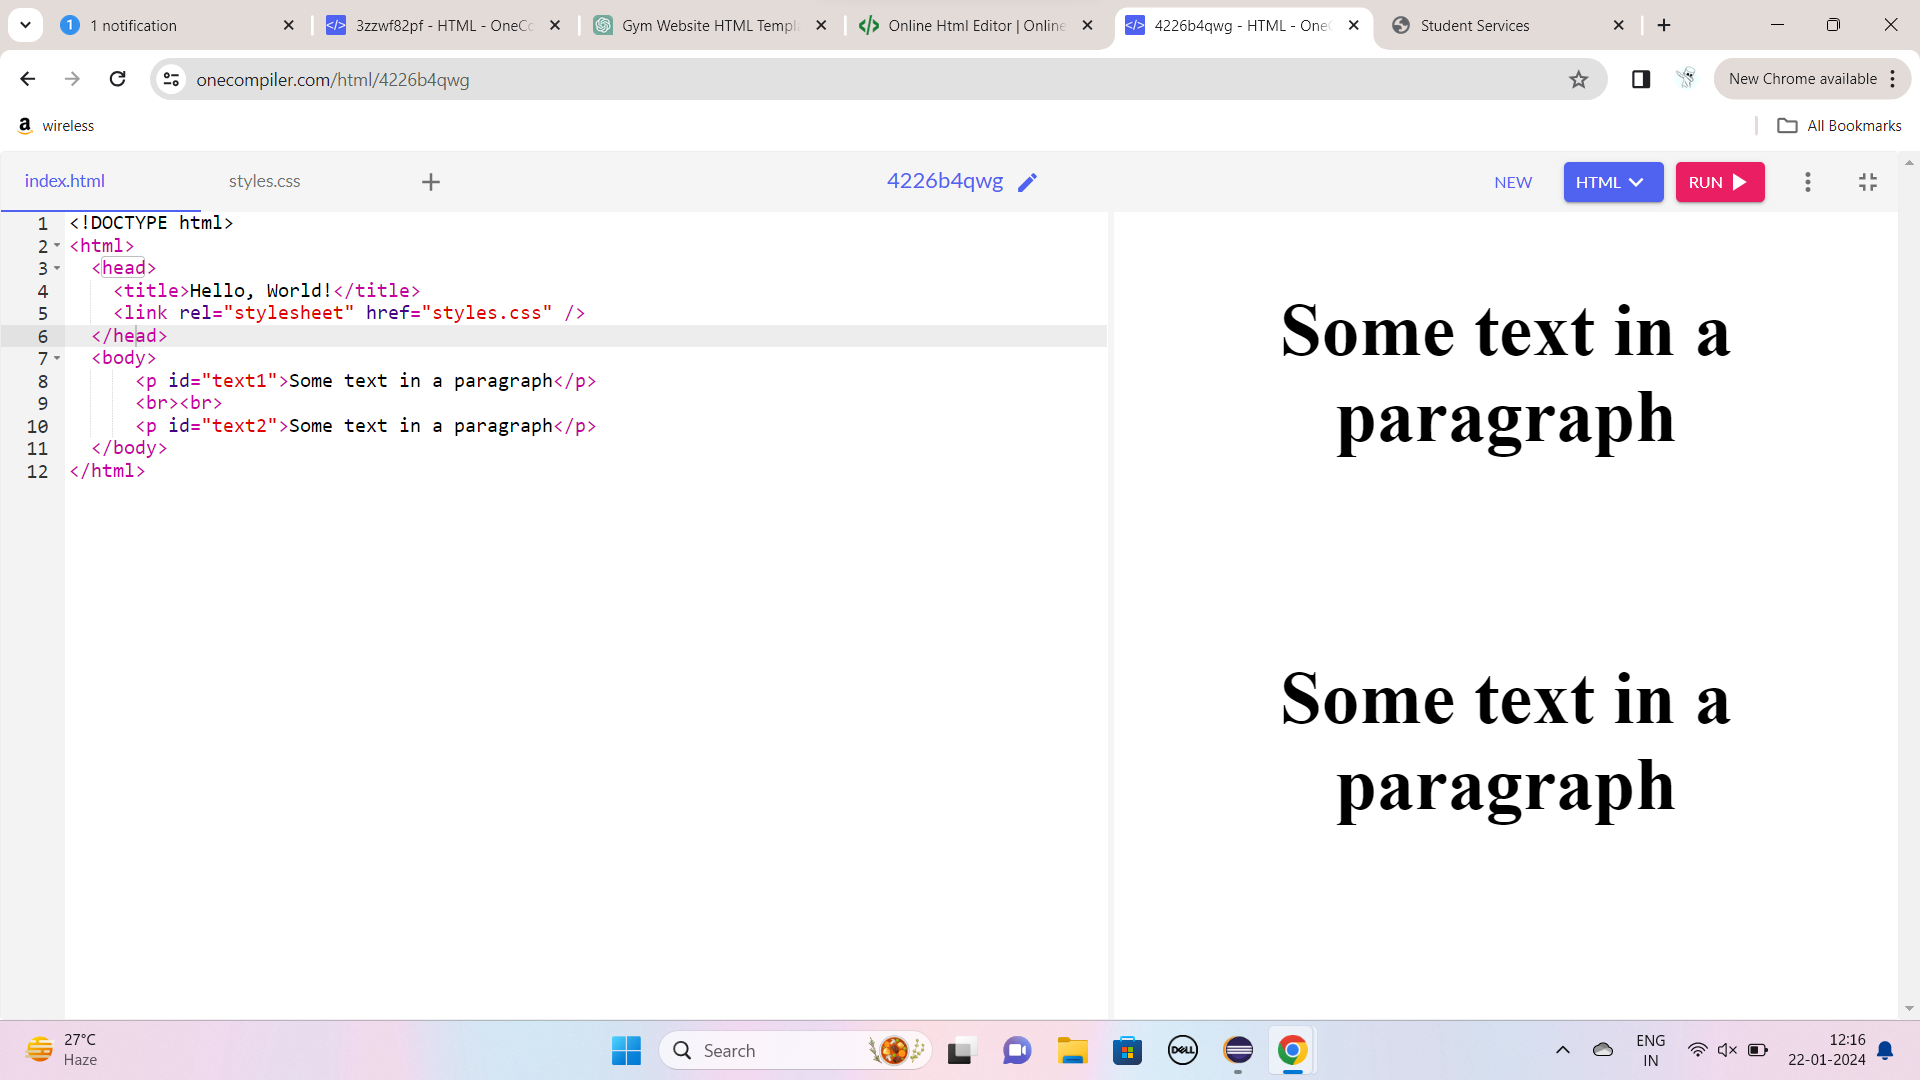 1 notification
3zzwf82pf - HTML - OneCo
Gym Website HTML Templ
Online Html Editor | Online
4226b4qwg - HTML - One
Student Services
onecompiler.com/html/4226b4qwg
New Chrome available
wireless
All Bookmarks
index.html
styles.css
4226b4qwg
NEW
HTML
RUN
1 <!DOCTYPE html>
2 <html>
3 <head>
4 <title>Hello, World!</title>
5 <link rel="stylesheet" href="styles.css" />
6 </head>
7 <body>
8 <p id="text1">Some text in a paragraph</p>
9 <br><br>
10 <p id="text2">Some text in a paragraph</p>
11 </body>
12 </html>
Some text in a
paragraph
Some text in a
paragraph
27°C
Haze
Search
DELL
ENG
IN
12:16
22-01-2024